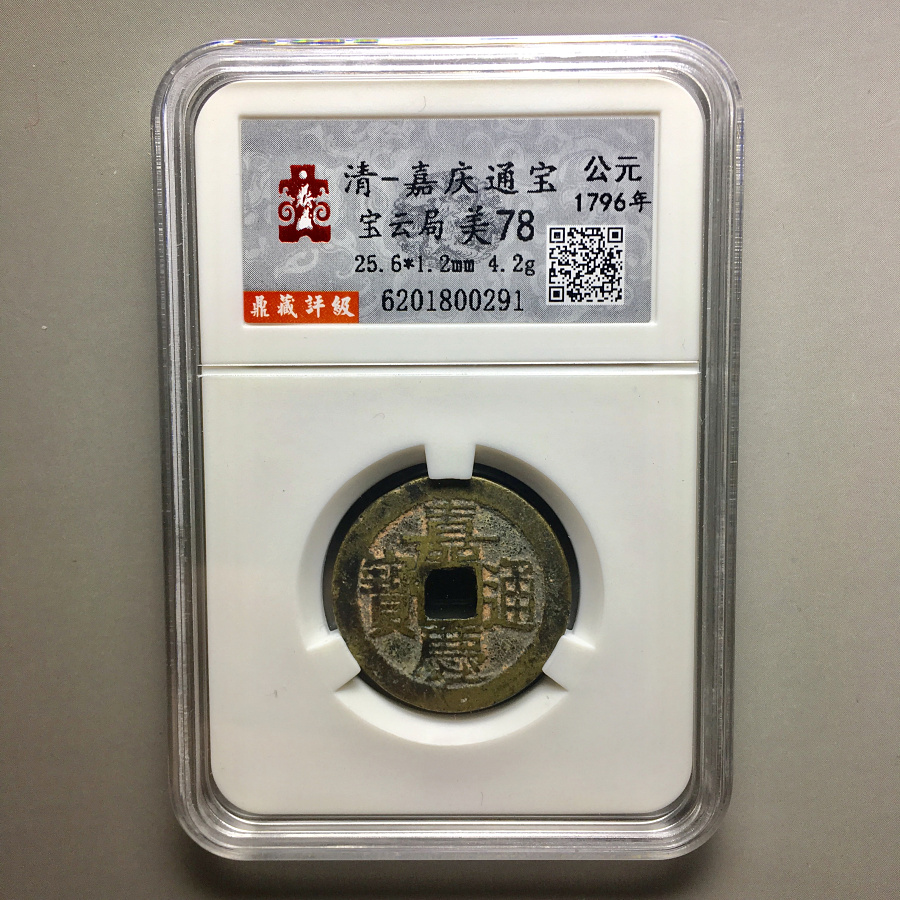 清-嘉庆通宝
公元
1796年
宝云局 美78
25.6*1.2mm 4.2g
鼎藏評級
6201800291
嘉慶通寶